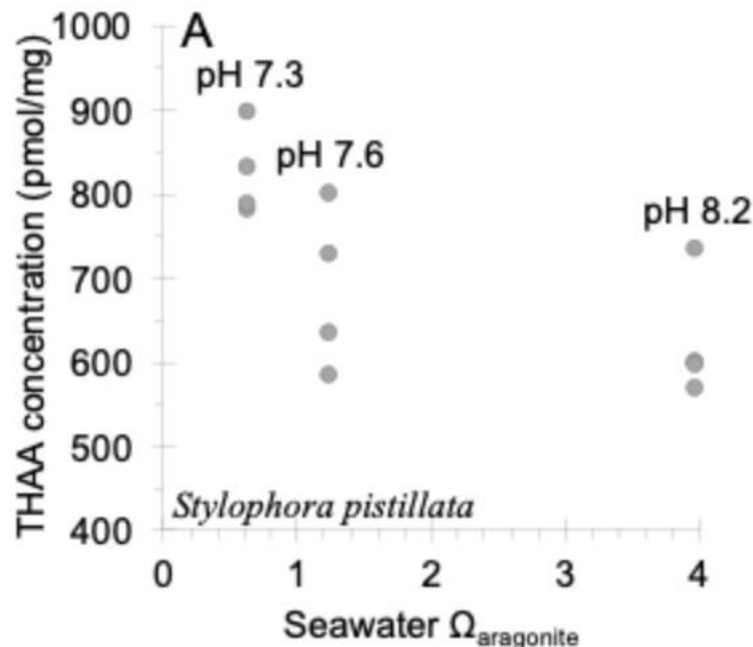 A
1000
900
800
700
600
500
400
THAA concentration (pmol/mg)
pH 7.3
pH 7.6
pH 8.2
Stylophora pistillata
0 1 2 3 4
Seawater Ωaragonite